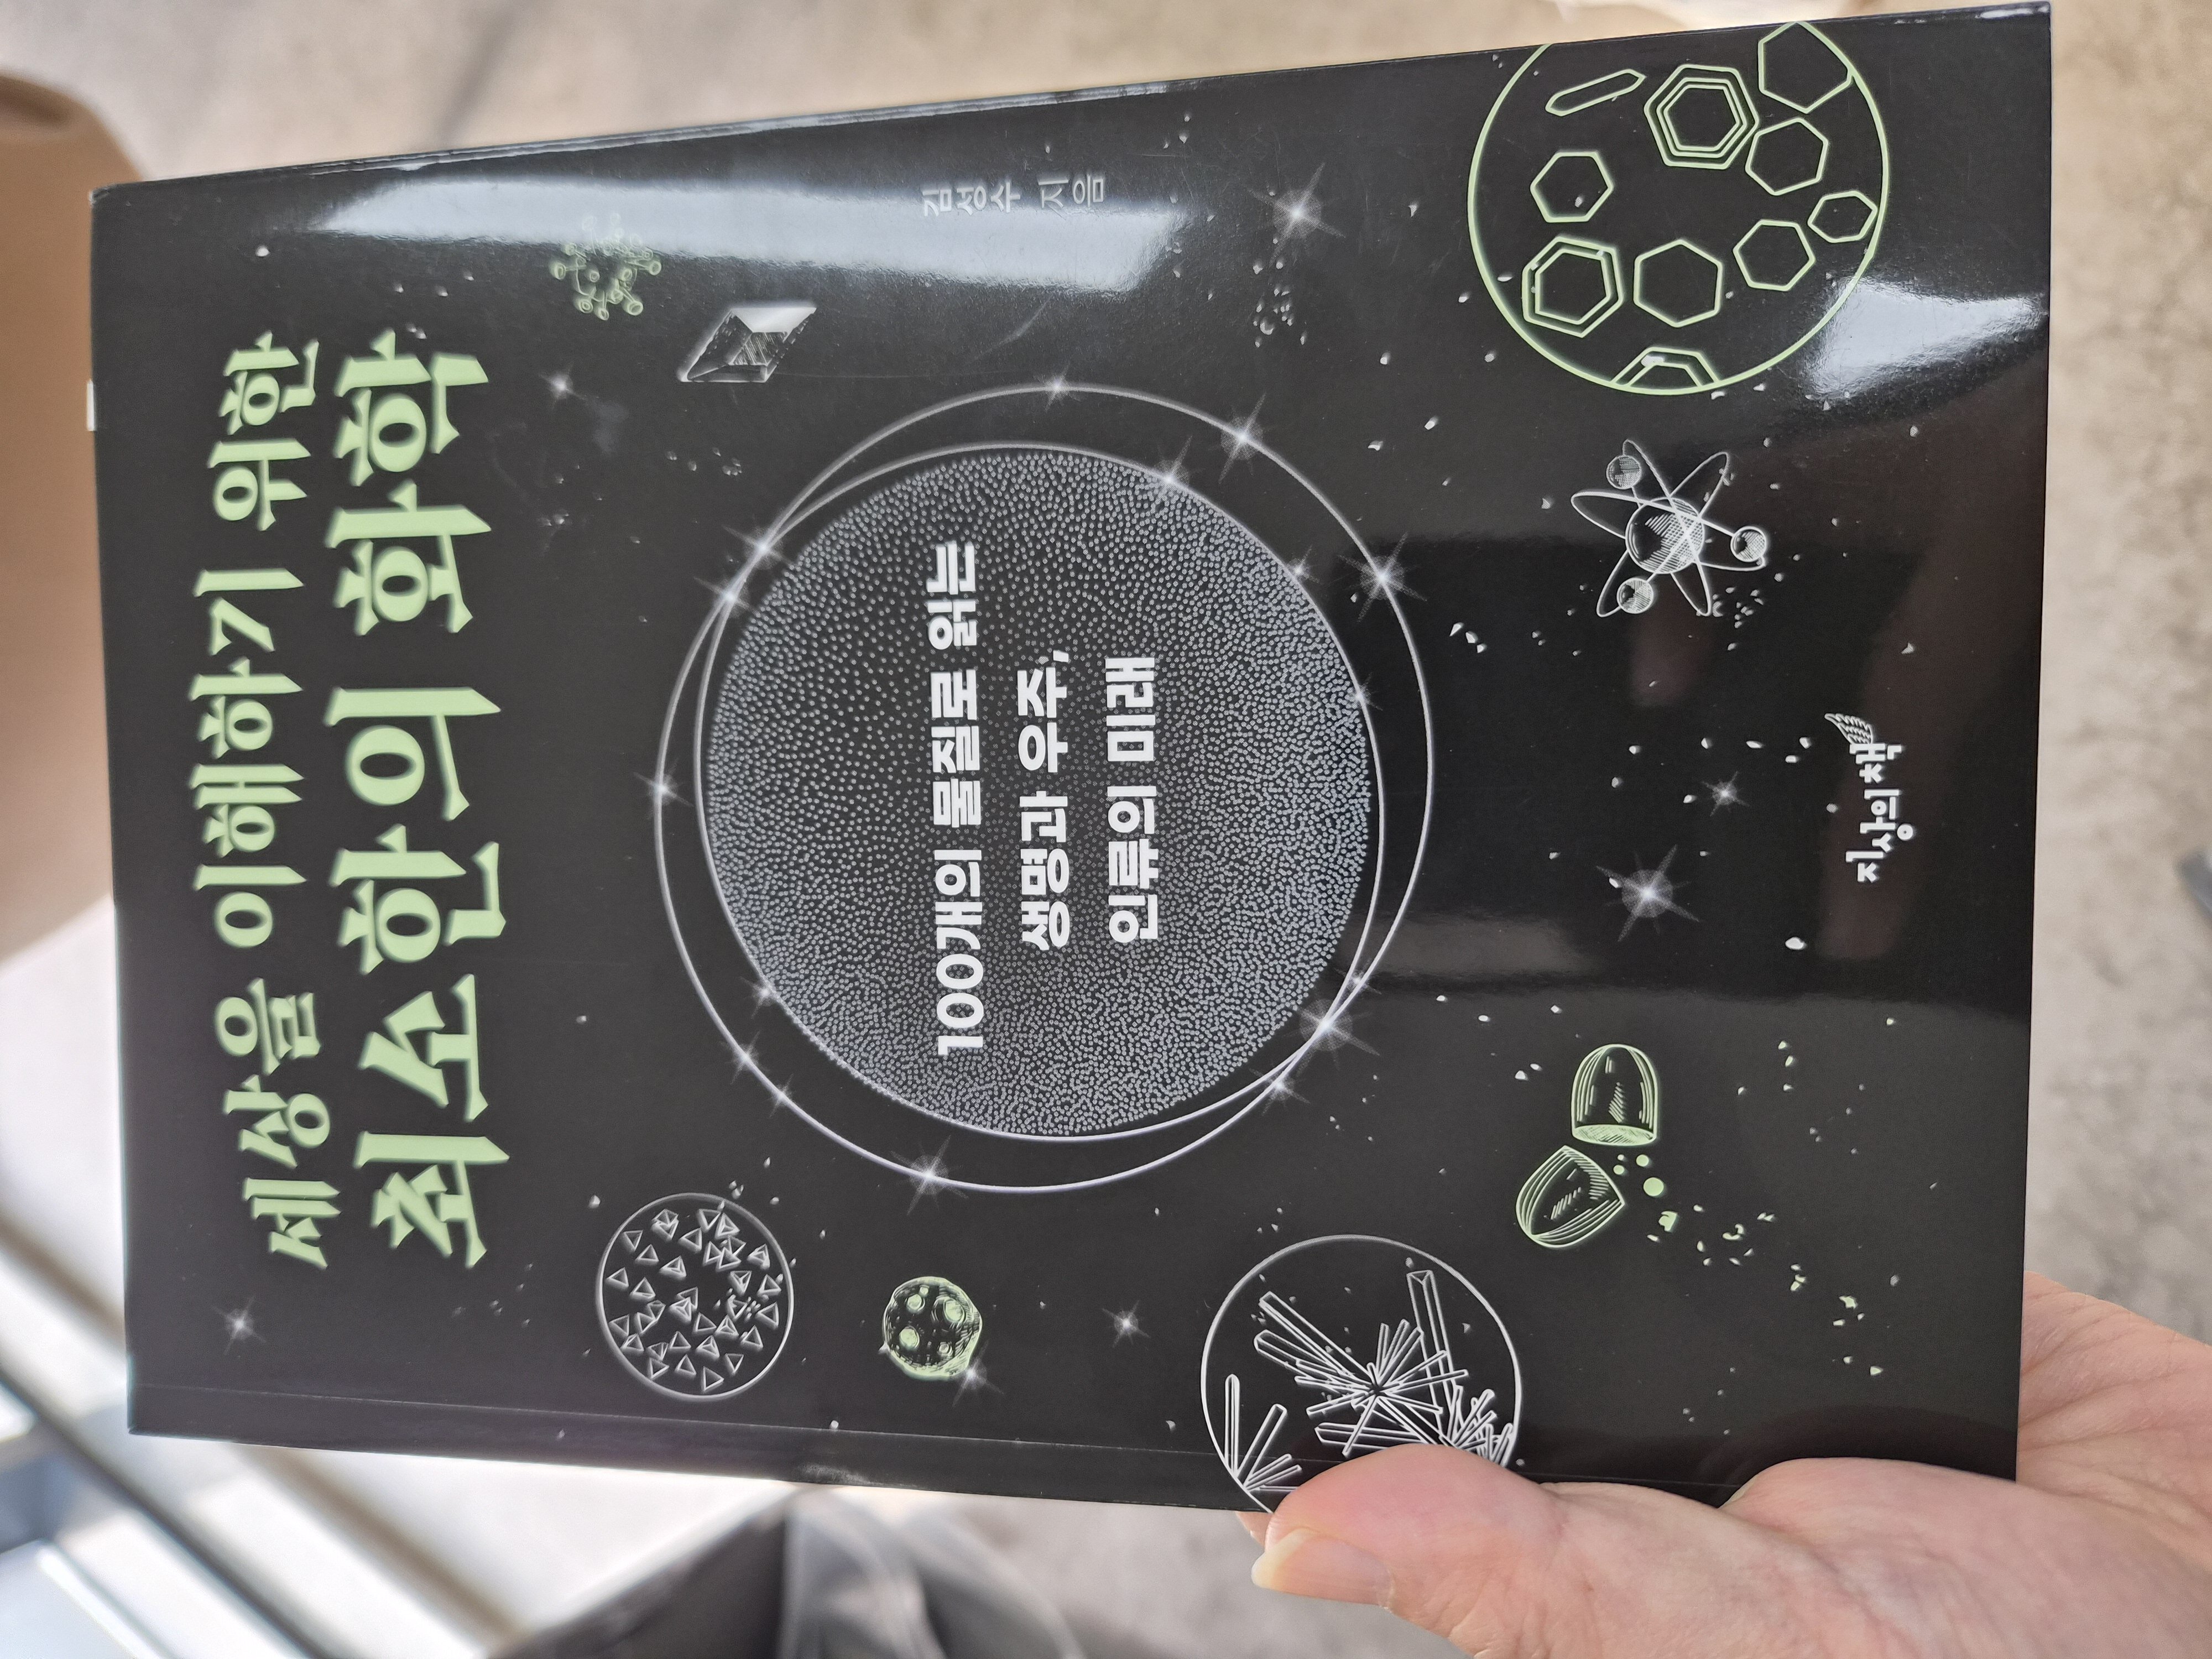 세상을 이해하기 위한
최소한의 화학
김성수 지음
100개의 물질로 읽는
생명과 우주,
인류의 미래
지상의 책